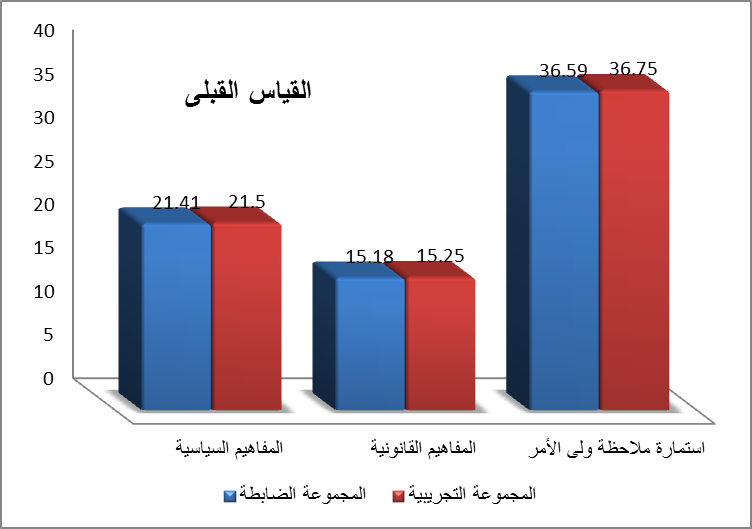 القياس القبلى
40
35
30
25
20
15
10
5
0
21.41
21.5
15.18
15.25
36.59
36.75
المفاهيم السياسية
المفاهيم القانونية
استمارة ملاحظة ولى الأمر
المجموعة الضابطة
المجموعة التجريبية